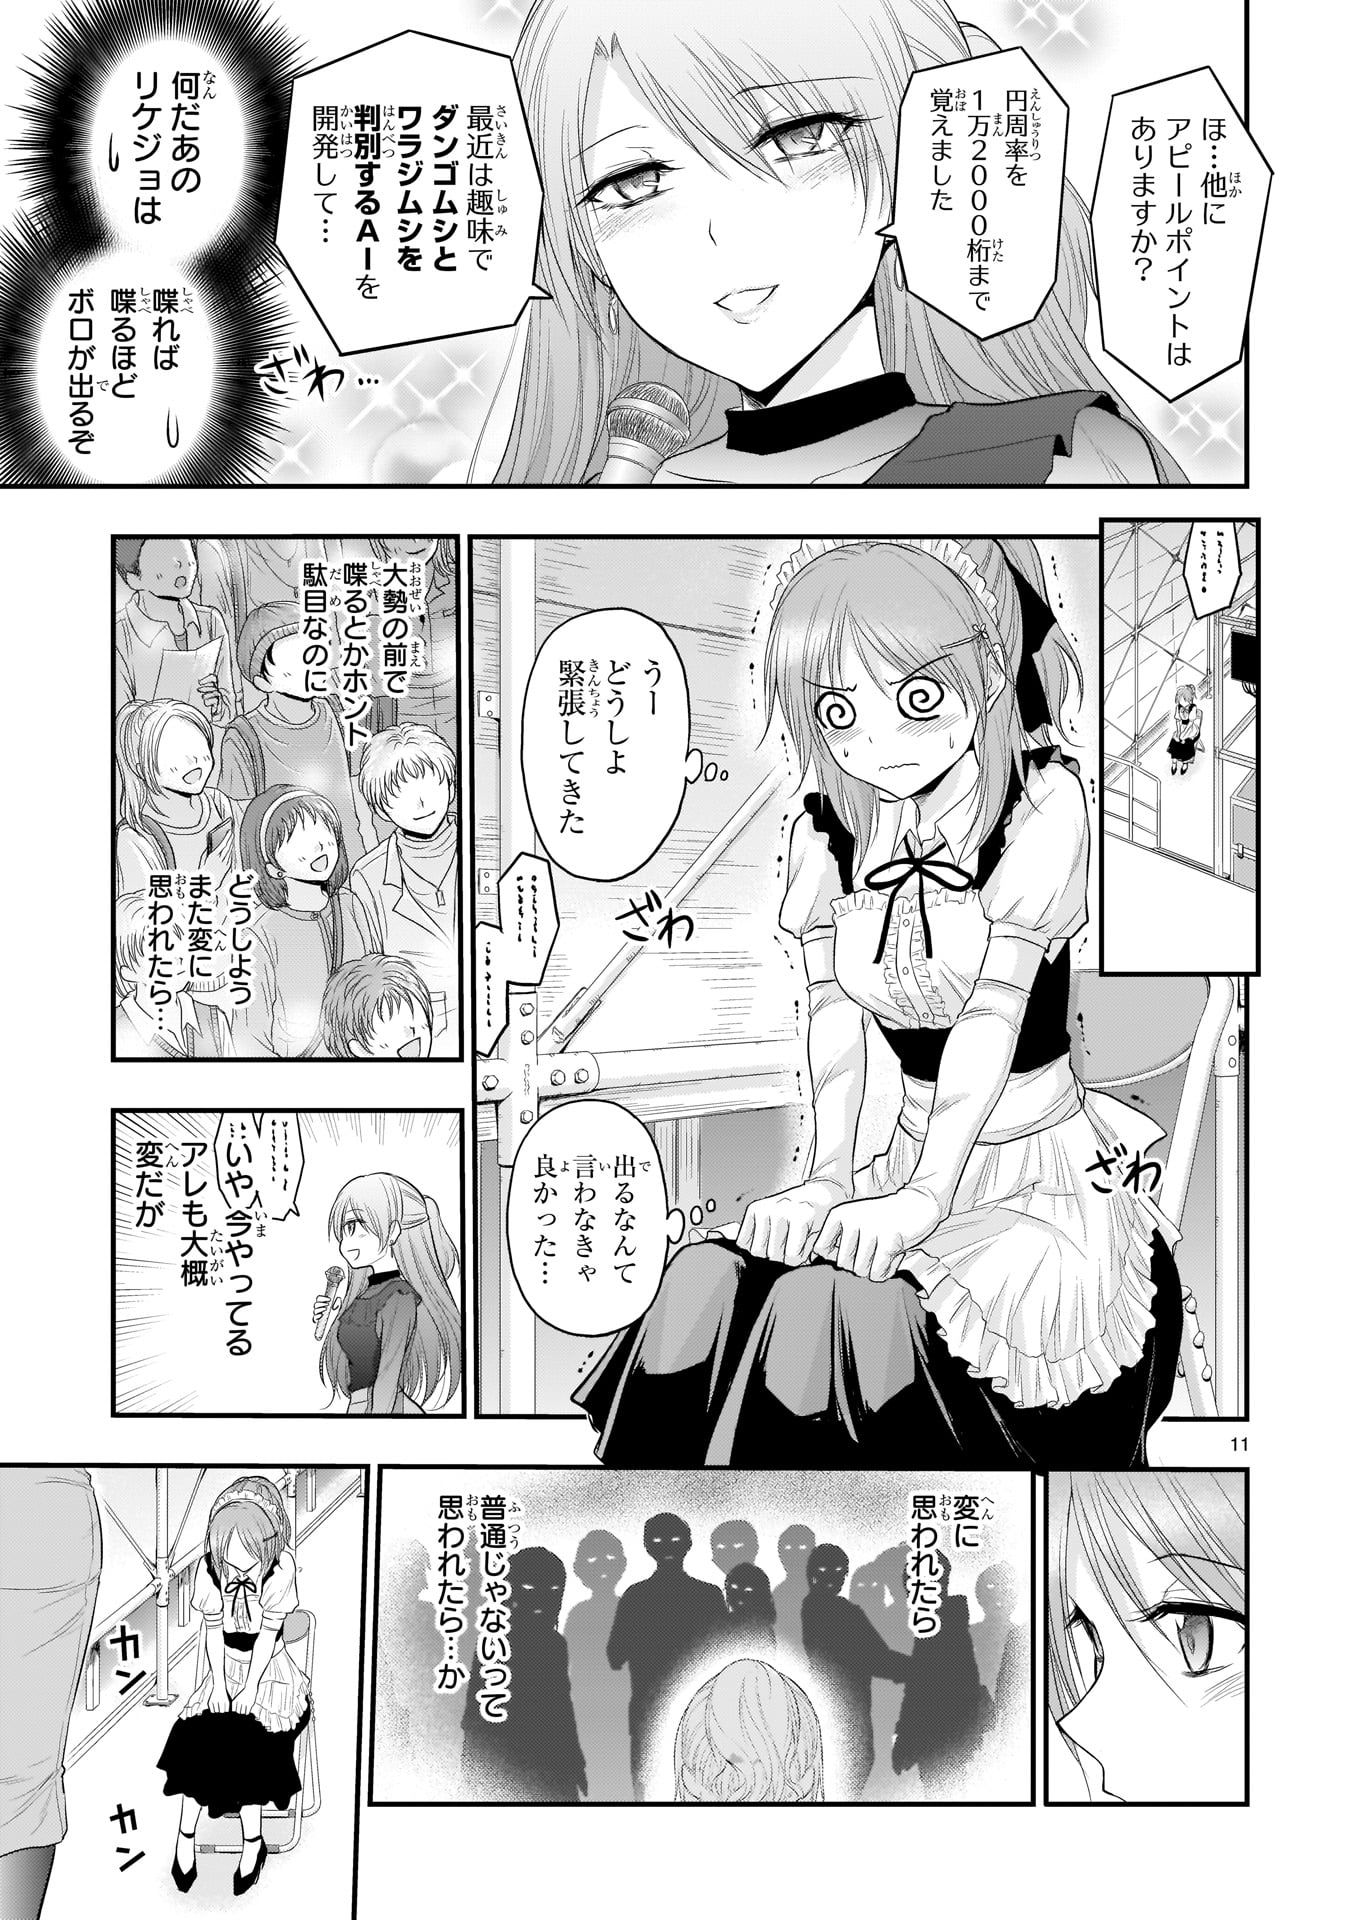 ほ…他に
アピールポイントは
ありますか？
円周率を
1万2000桁まで
覚えました
最近は趣味で
ダンゴムシと
ワラジムシを
判別するAIを
開発して…
ざわ…
何だあの
リケジョは
喋れば
喋るほど
ボロが出るぞ
うー
どうしよ
緊張してきた
ざわ
ざわ
出るなんて
言わなきゃ
良かった…
大勢の前で
喋るとかホント
駄目なのに
どうしよう
また変に
思われたら…
いや今やってる
アレも大概
変だが
11
変に
思われたら
普通じゃないって
思われたら…か
カン
カン